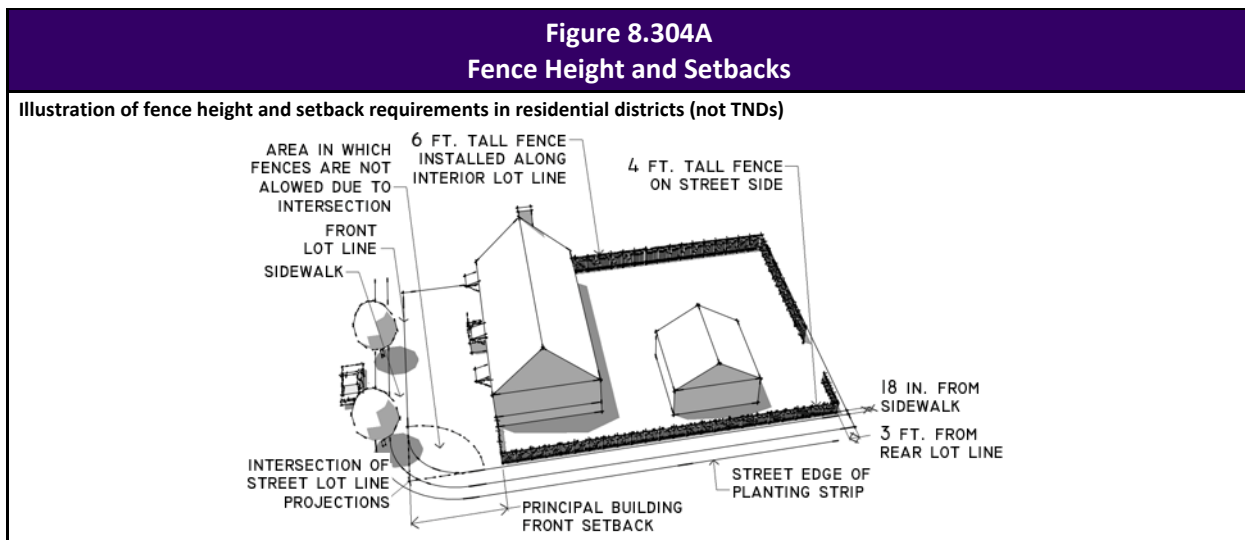 Figure 8.304A
Fence Height and Setbacks
Illustration of fence height and setback requirements in residential districts (not TNDs)
AREA IN WHICH
FENCES ARE NOT
ALOWED DUE TO
INTERSECTION
6 FT. TALL FENCE
INSTALLED ALONG
INTERIOR LOT LINE
4 FT. TALL FENCE
ON STREET SIDE
FRONT
LOT LINE
SIDEWALK
18 IN. FROM
SIDEWALK
3 FT. FROM
REAR LOT LINE
INTERSECTION OF
STREET LOT LINE
PROJECTIONS
STREET EDGE OF
PLANTING STRIP
PRINCIPAL BUILDING
FRONT SETBACK